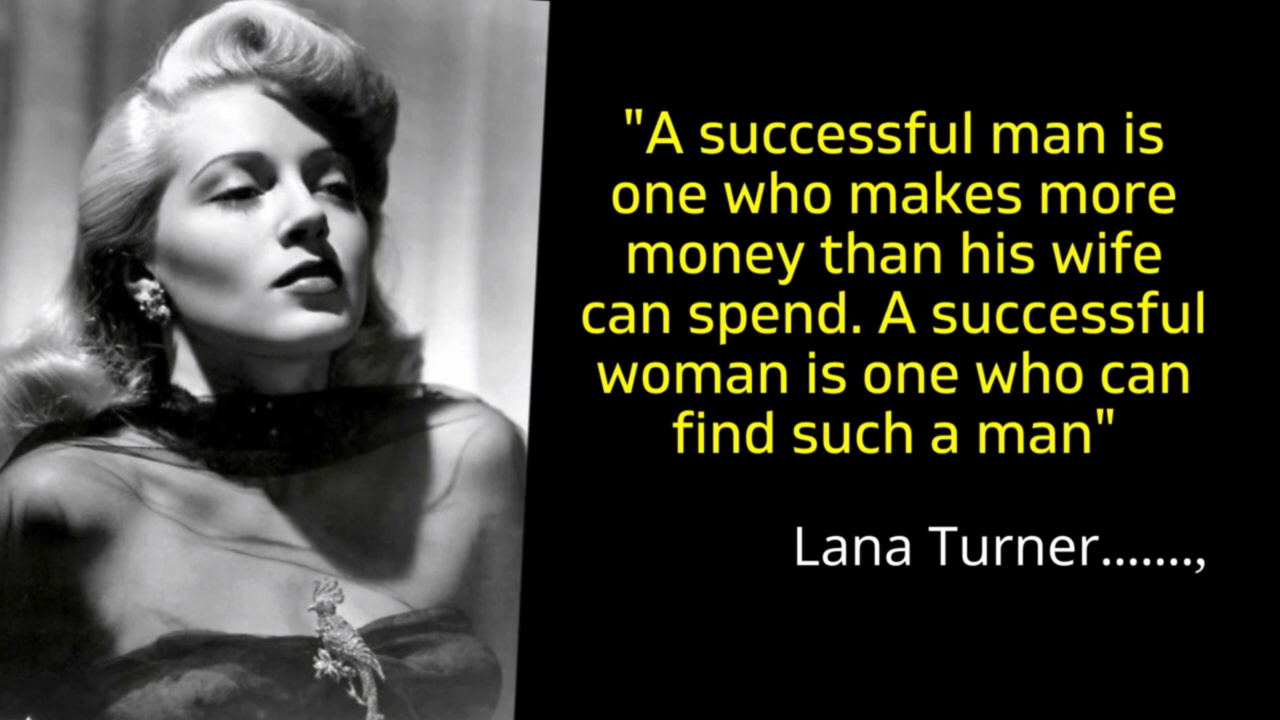 "A successful man is
one who makes more
money than his wife
can spend. A successful
woman is one who can
find such a man"
Lana Turner.......,